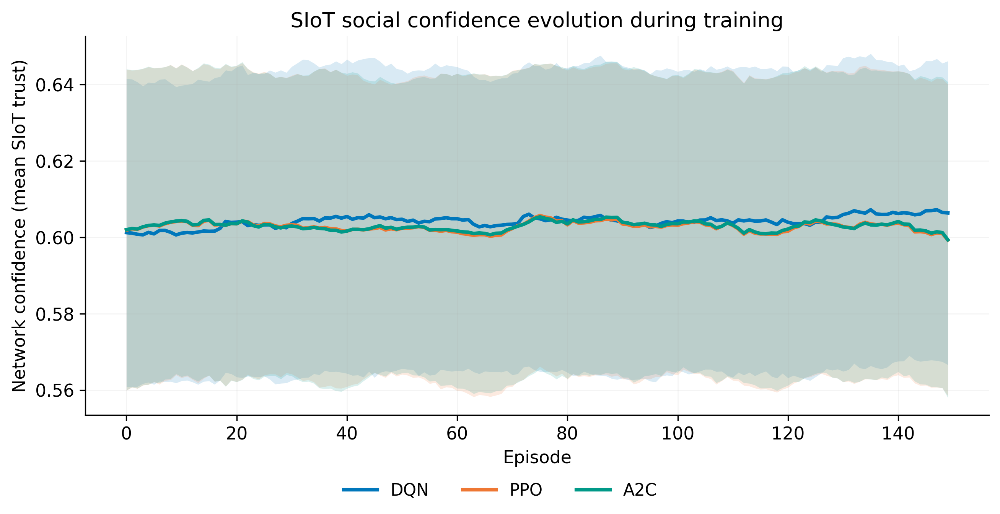 SIoT social confidence evolution during training
Network confidence (mean SIoT trust)
0.64
0.62
0.60
0.58
0.56
0 20 40 60 80 100 120 140
Episode
DQN PPO A2C